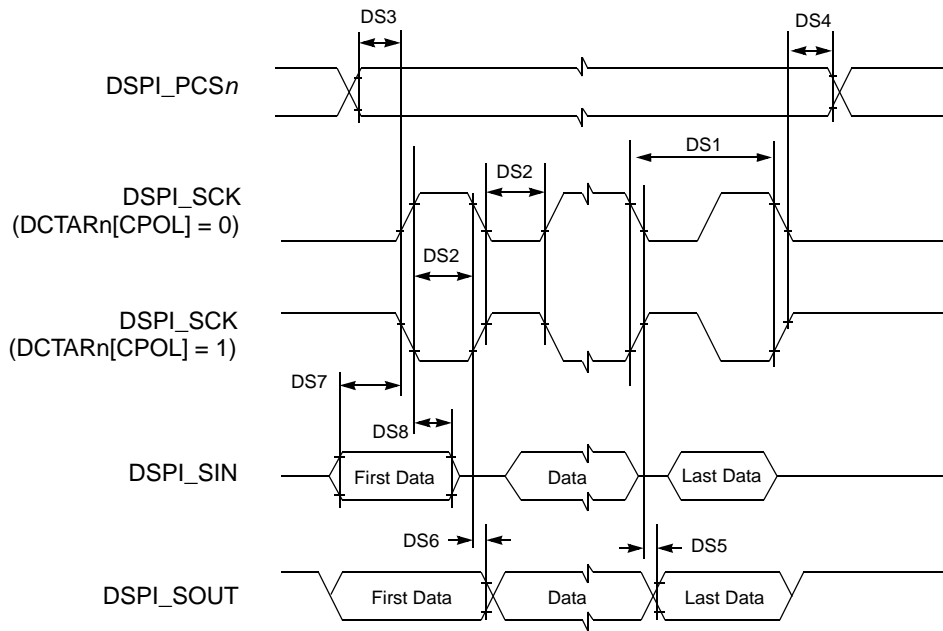 DS3
DS4
DSPI_PCSn
DS1
DS2
DSPI_SCK
(DCTARn[CPOL] = 0)
DS2
DSPI_SCK
(DCTARn[CPOL] = 1)
DS7
DS8
DSPI_SIN
First Data
Data
Last Data
DS6
DS5
DSPI_SOUT
First Data
Data
Last Data